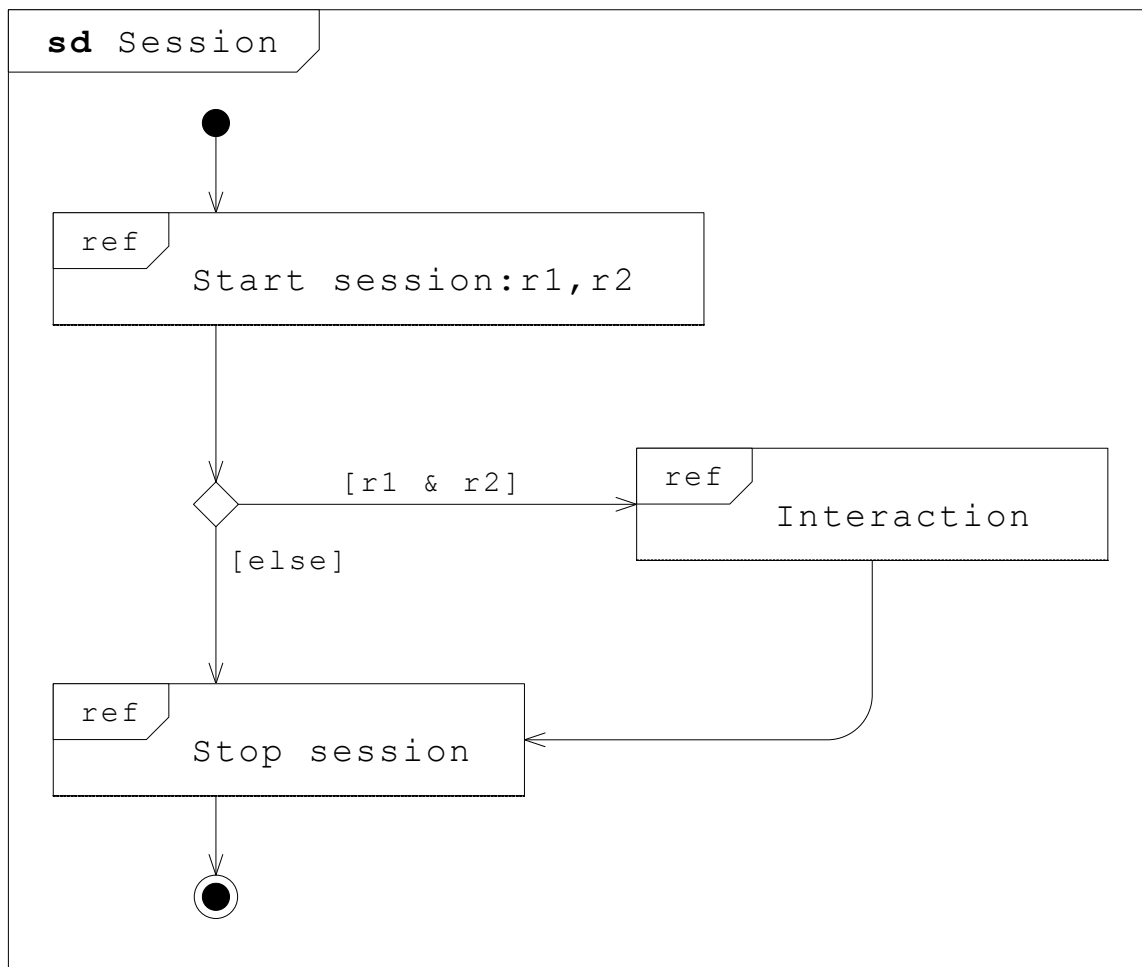 sd Session
ref
Start session:r1,r2
[r1 & r2]
ref
Interaction
[else]
ref
Stop session